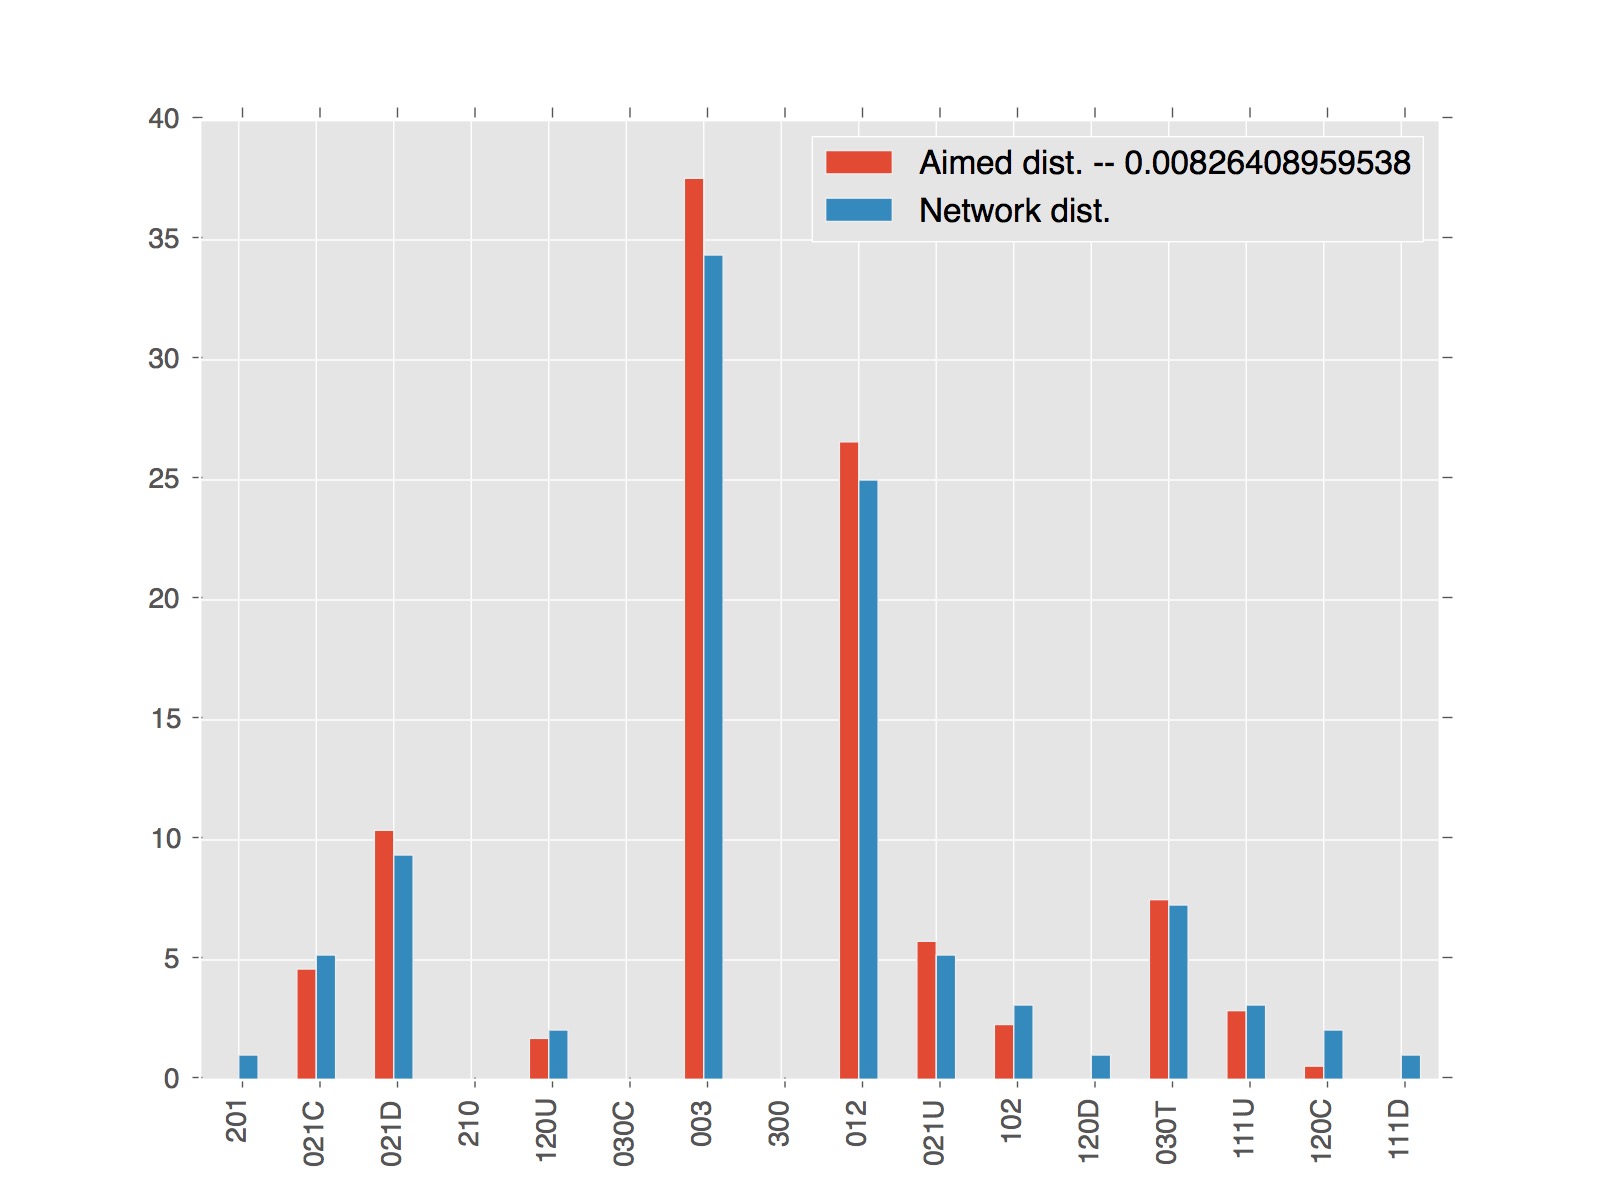 40
35
30
25
20
15
10
5
0
Aimed dist. -- 0.00826408959538
Network dist.
201
021C
021D
210
120U
030C
003
300
012
021U
102
120D
030T
111U
120C
111D